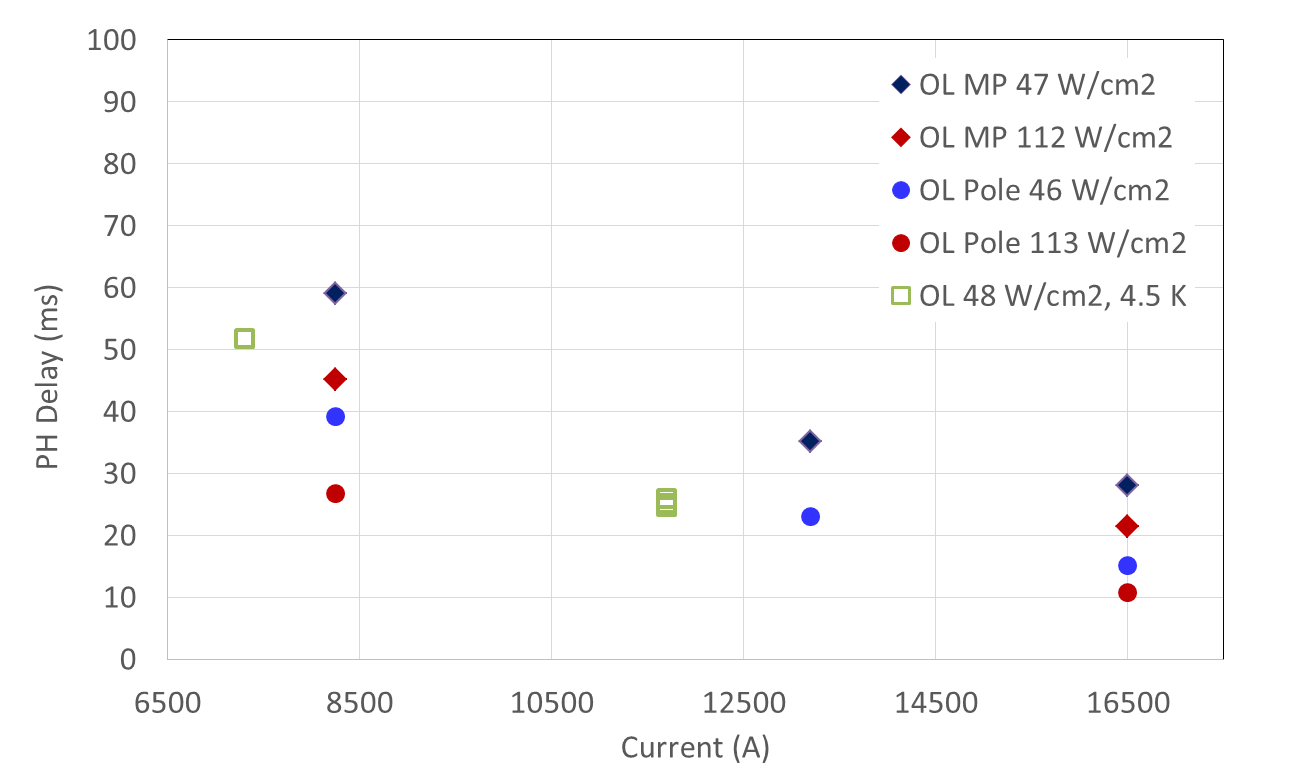 100
90
80
70
60
50
40
30
20
10
0
PH Delay (ms)
OL MP 47 W/cm2
OL MP 112 W/cm2
OL Pole 46 W/cm2
OL Pole 113 W/cm2
OL 48 W/cm2, 4.5 K
6500 8500 10500 12500 14500 16500
Current (A)